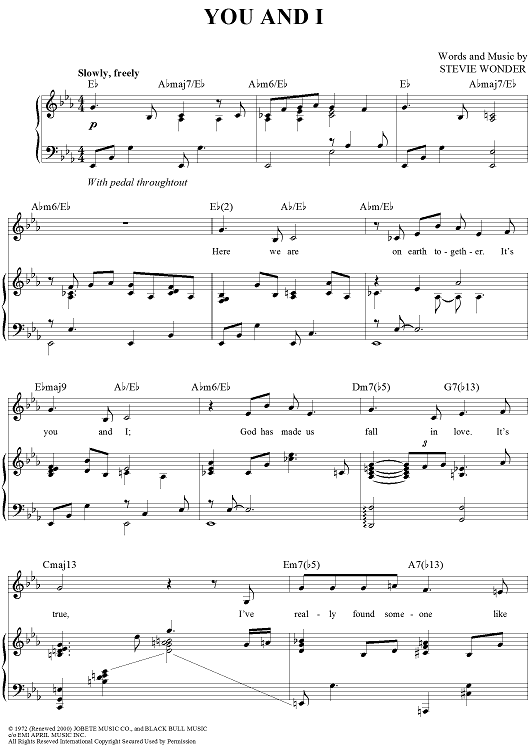 YOU AND I
Words and Music by
STEVIE WONDER
Slowly, freely
E♭ A♭maj7/E♭ A♭m6/E♭ E♭ A♭maj7/E♭
p
With pedal throughtout
A♭m6/E♭ E♭(2) A♭/E♭ A♭m/E♭
Here we are on earth to-geth-er. It's
E♭maj9 A♭/E♭ A♭m6/E♭ Dm7(♭5) G7(♭13)
you and I; God has made us fall in love. It's
3
Cmaj13 Em7(♭5) A7(♭13)
true, I've real-ly found some-one like
© 1972 (Renewed 2000) JOBETE MUSIC CO., and BLACK BULL MUSIC
c/o EMI APRIL MUSIC INC.
All Rights Reserved International Copyright Secured Used by Permission